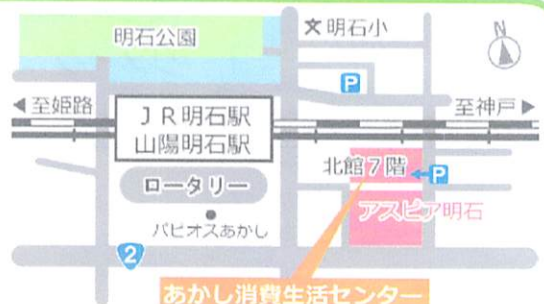 明石公園
文 明石小
N
P
至姫路
JR明石駅
山陽明石駅
至神戸
北館7階
P
ロータリー
アスピア明石
パピオスあかし
2
あかし消費生活センター